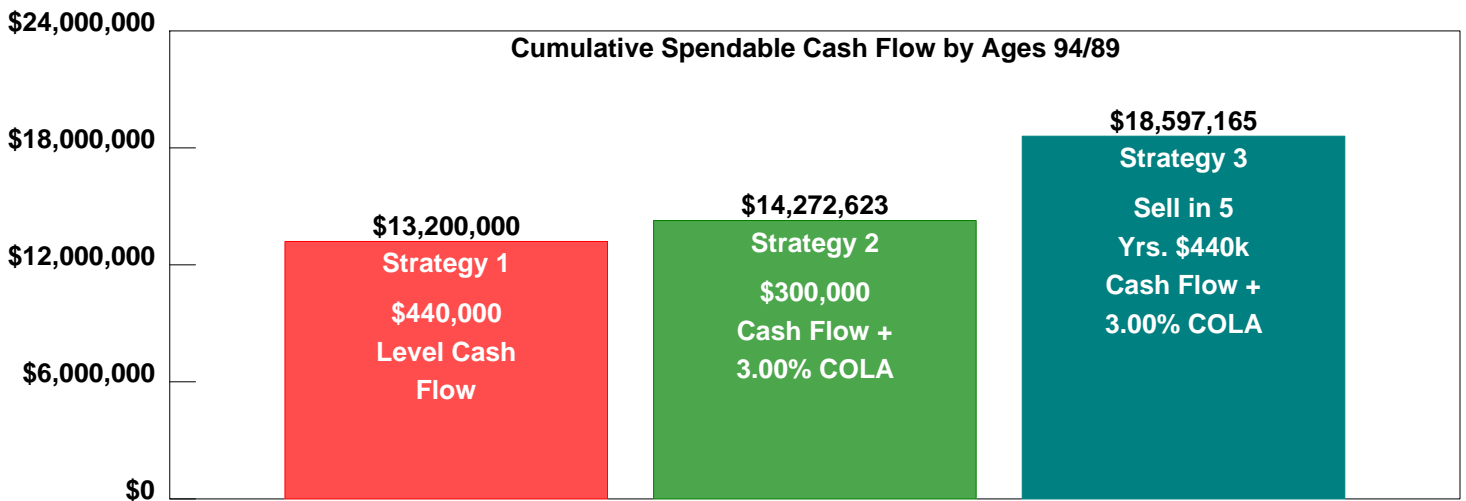 Cumulative Spendable Cash Flow by Ages 94/89
$24,000,000
$18,000,000
$12,000,000
$6,000,000
$0
$13,200,000
Strategy 1
$440,000
Level Cash
Flow
$14,272,623
Strategy 2
$300,000
Cash Flow +
3.00% COLA
$18,597,165
Strategy 3
Sell in 5
Yrs. $440k
Cash Flow +
3.00% COLA